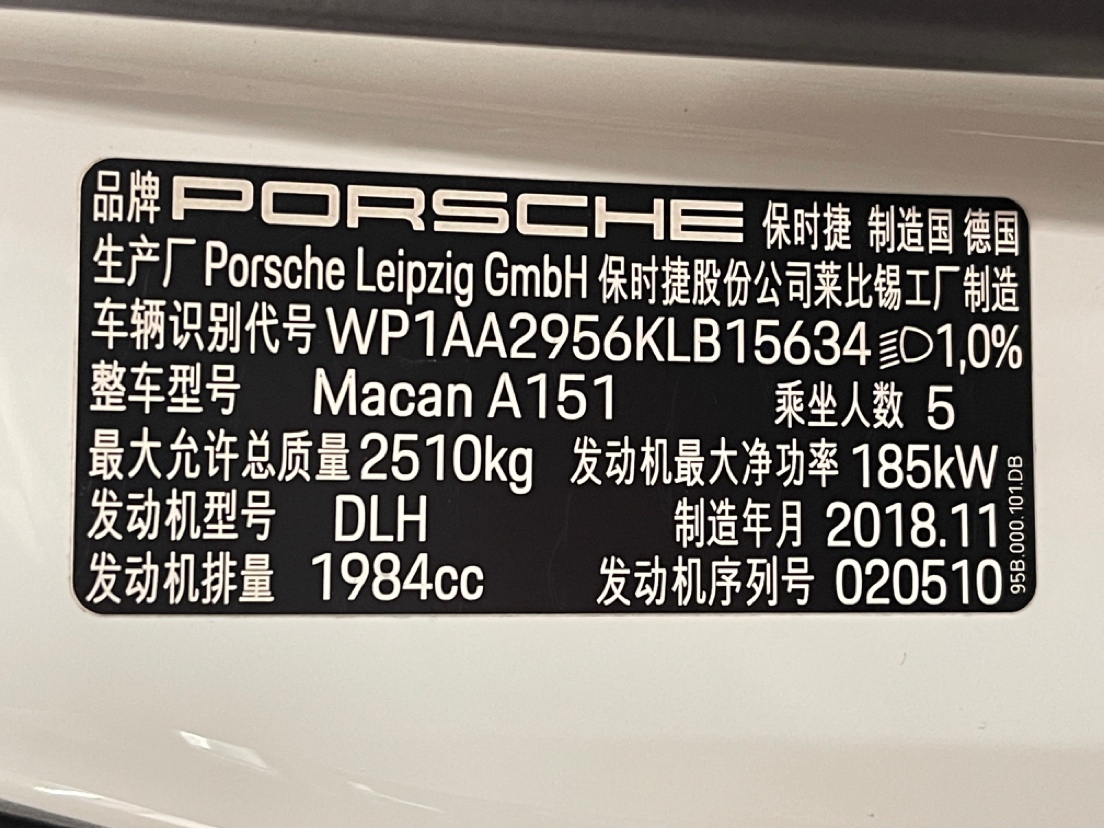 品牌 PORSCHE 保时捷 制造国 德国
生产厂 Porsche Leipzig GmbH 保时捷股份公司莱比锡工厂制造
车辆识别代号 WP1AA2956KLB15634 1,0%
整车型号 Macan A151 乘坐人数 5
最大允许总质量 2510kg 发动机最大净功率 185kW
发动机型号 DLH 制造年月 2018.11
发动机排量 1984cc 发动机序列号 020510
95B.000.101.DB